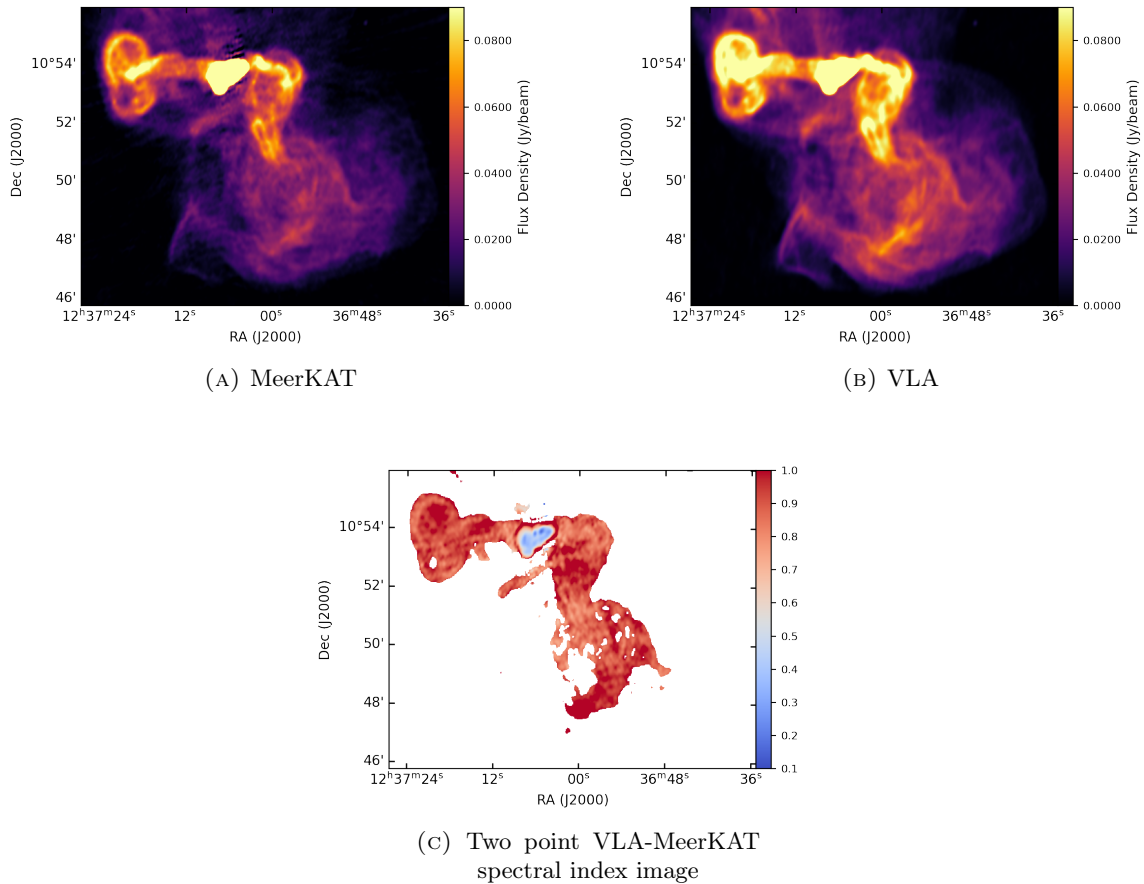 10°54'
52'
50'
48'
46'
Dec (J2000)
12ʰ37ᵐ24ˢ
12ˢ
00ˢ
36ᵐ48ˢ
36ˢ
RA (J2000)
0.0800
0.0600
0.0400
0.0200
0.0000
Flux Density (Jy/beam)
(A) MeerKAT
10°54'
52'
50'
48'
46'
Dec (J2000)
12ʰ37ᵐ24ˢ
12ˢ
00ˢ
36ᵐ48ˢ
36ˢ
RA (J2000)
0.0800
0.0600
0.0400
0.0200
0.0000
Flux Density (Jy/beam)
(B) VLA
10°54'
52'
50'
48'
46'
Dec (J2000)
12ʰ37ᵐ24ˢ
12ˢ
00ˢ
36ᵐ48ˢ
36ˢ
RA (J2000)
1.0
0.9
0.8
0.7
0.6
0.5
0.4
0.3
0.2
0.1
(C) Two point VLA-MeerKAT
spectral index image